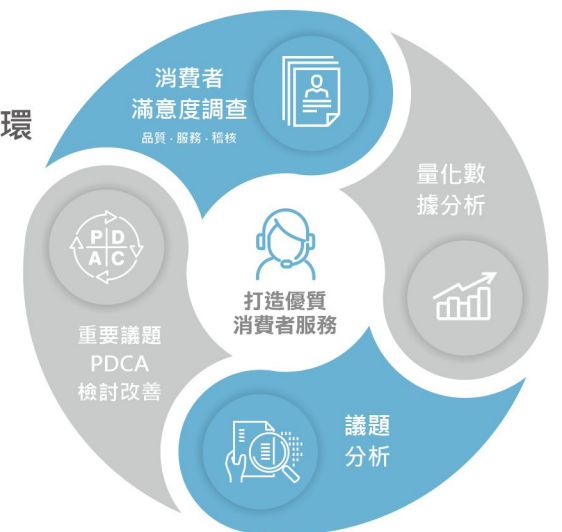 環
消費者
滿意度調查
品質．服務．稽核
量化數
據分析
打造優質
消費者服務
議題
分析
P D
A C
重要議題
PDCA
檢討改善